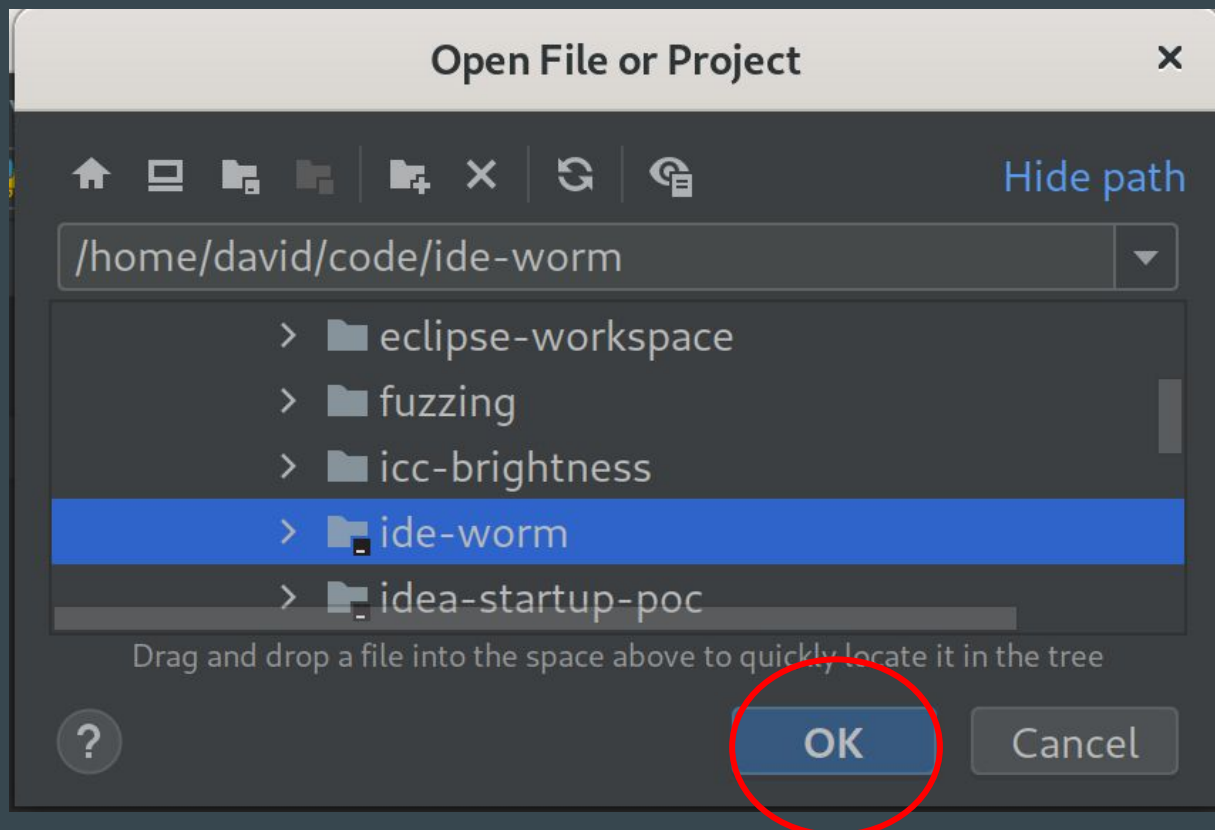 Open File or Project
Hide path
/home/david/code/ide-worm
eclipse-workspace
fuzzing
icc-brightness
ide-worm
idea-startup-poc
Drag and drop a file into the space above to quickly locate it in the tree
? OK Cancel